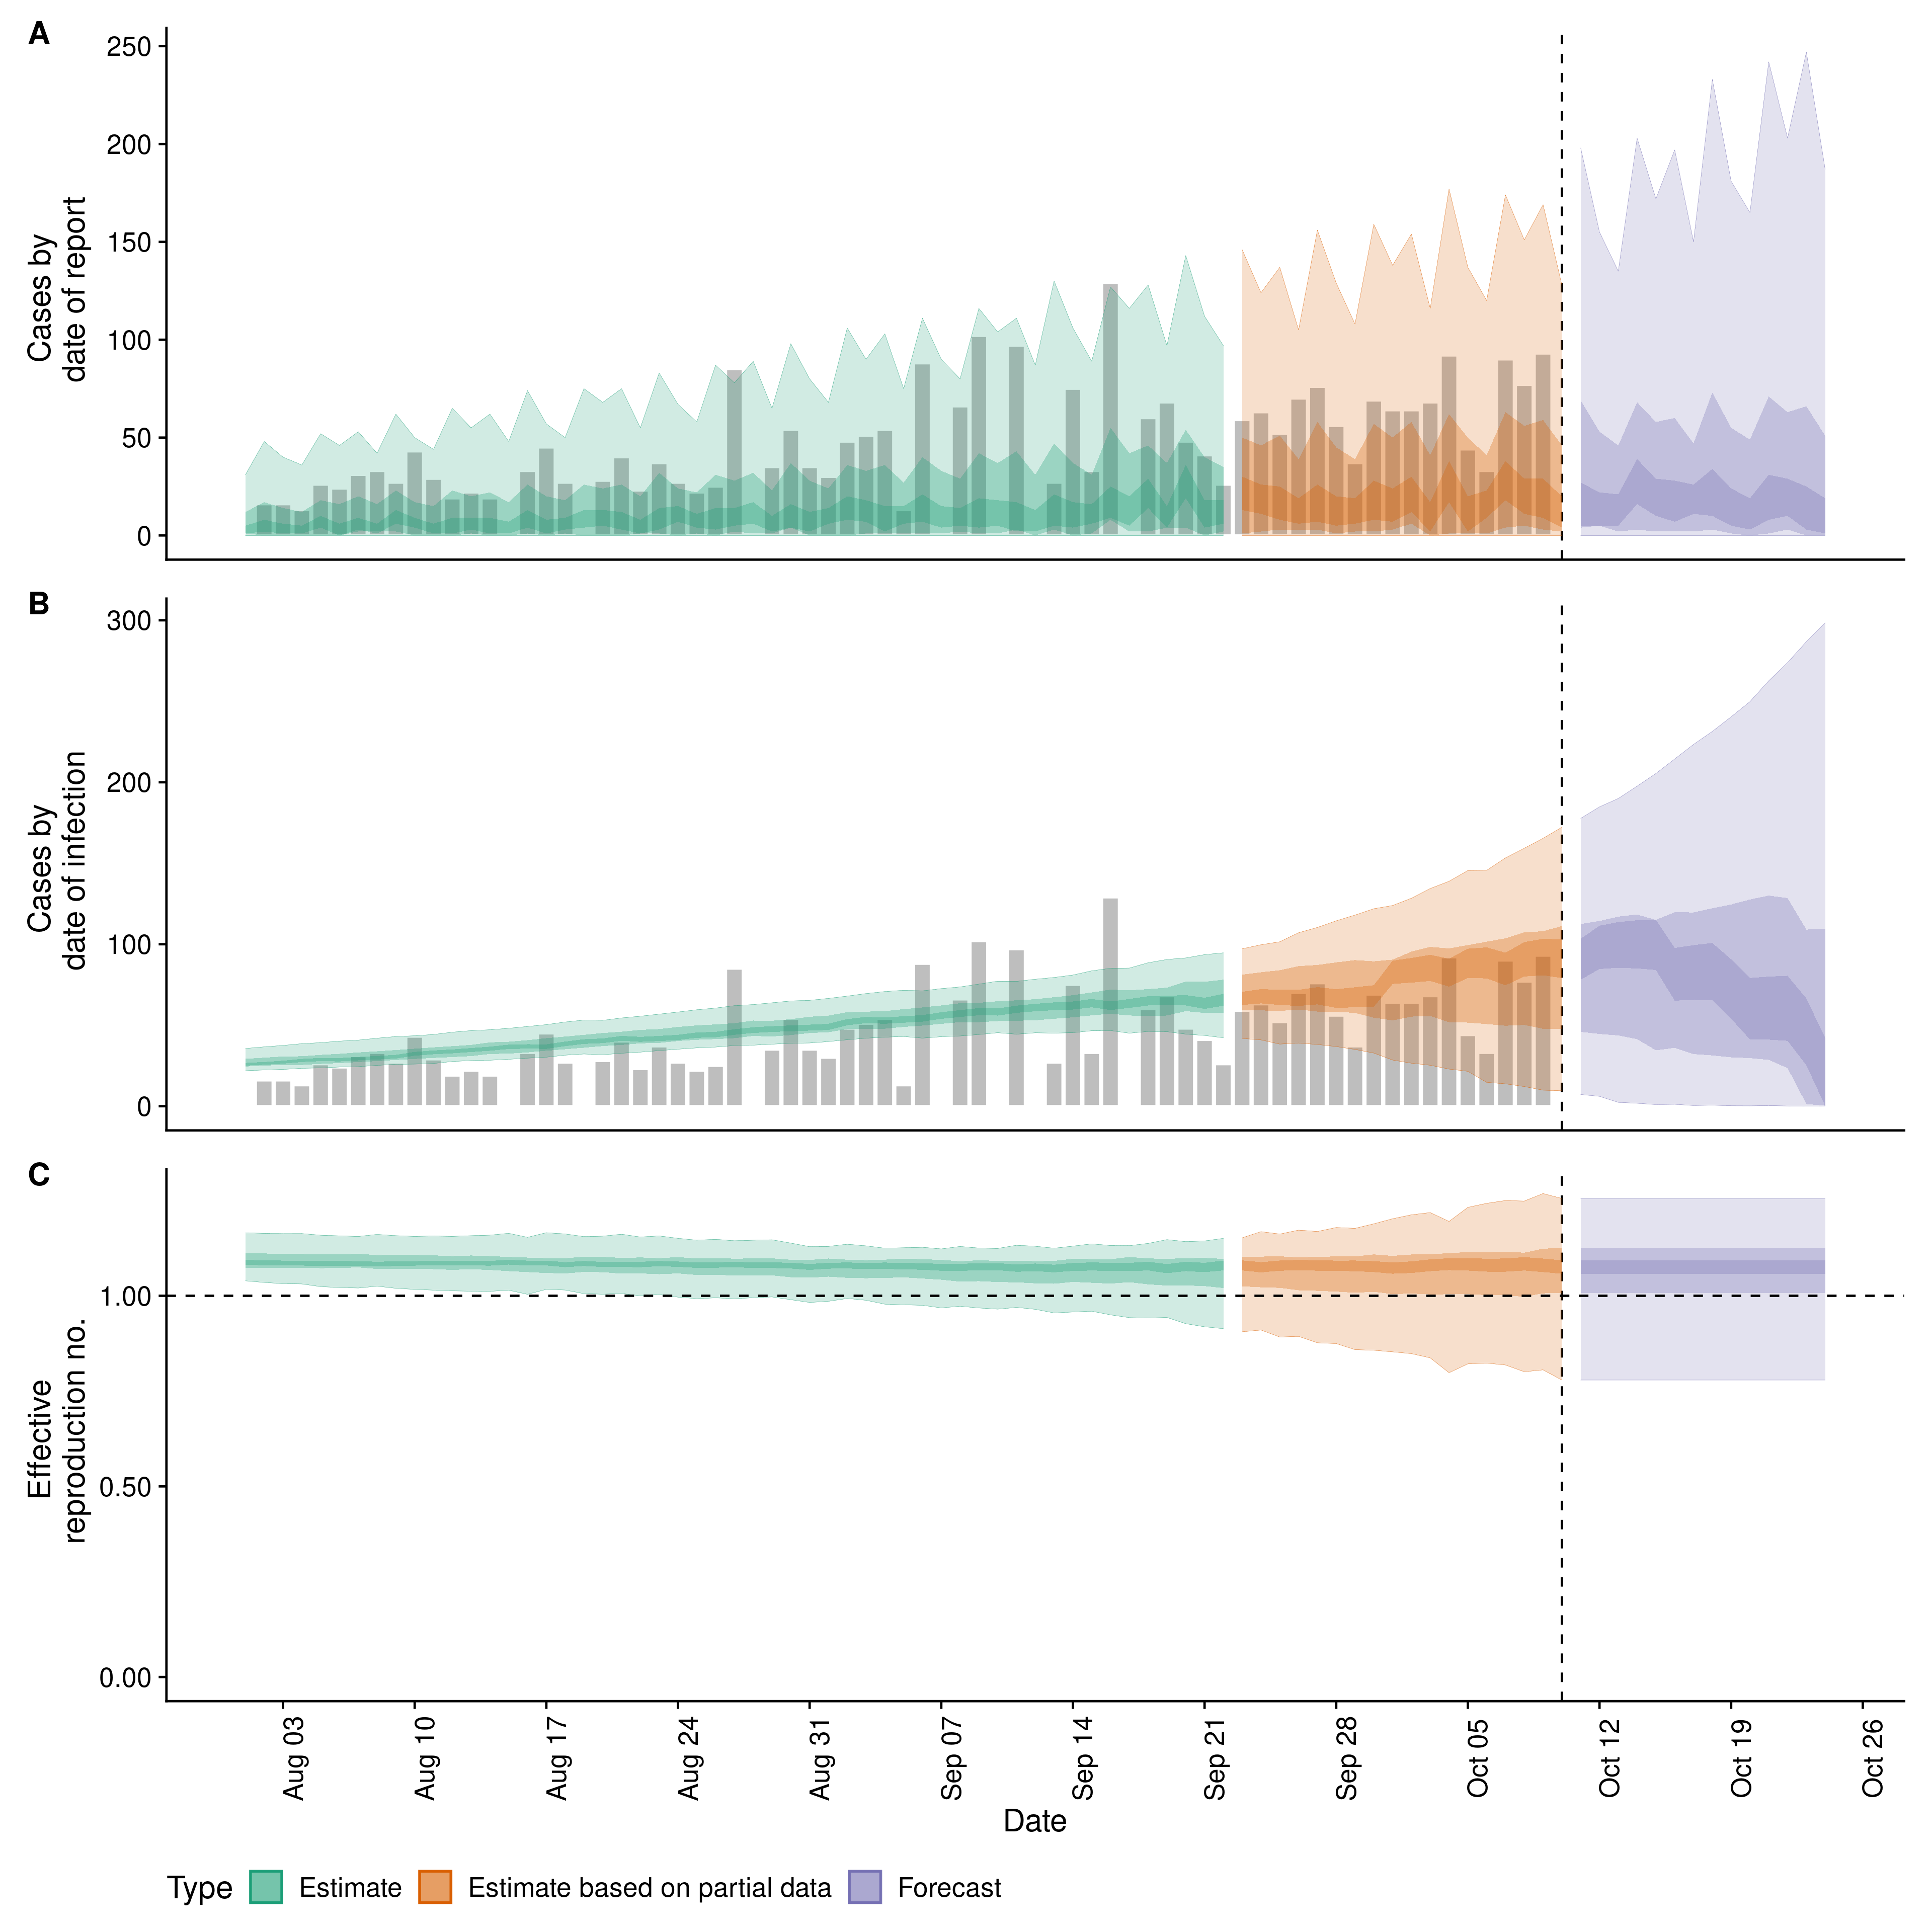 A
250
200
150
100
50
0
Cases by
date of report
B
300
200
100
0
Cases by
date of infection
C
1.00
0.50
0.00
Effective
reproduction no.
Aug 03
Aug 10
Aug 17
Aug 24
Aug 31
Sep 07
Sep 14
Sep 21
Sep 28
Oct 05
Oct 12
Oct 19
Oct 26
Date
Type Estimate Estimate based on partial data Forecast